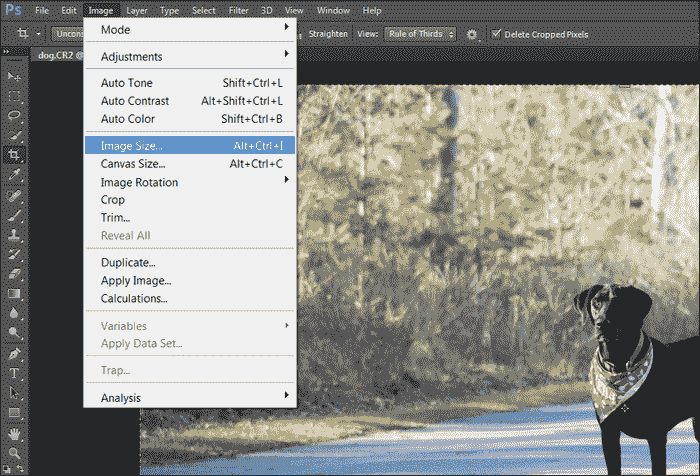 Ps File Edit Image Layer Type Select Filter 3D View Window Help
Straighten View: Rule of Thirds Delete Cropped Pixels
dog.CR2 @
Mode
Adjustments
Auto Tone Shift+Ctrl+L
Auto Contrast Alt+Shift+Ctrl+L
Auto Color Shift+Ctrl+B
Image Size... Alt+Ctrl+I
Canvas Size... Alt+Ctrl+C
Image Rotation
Crop
Trim...
Reveal All
Duplicate...
Apply Image...
Calculations...
Variables
Apply Data Set...
Trap...
Analysis